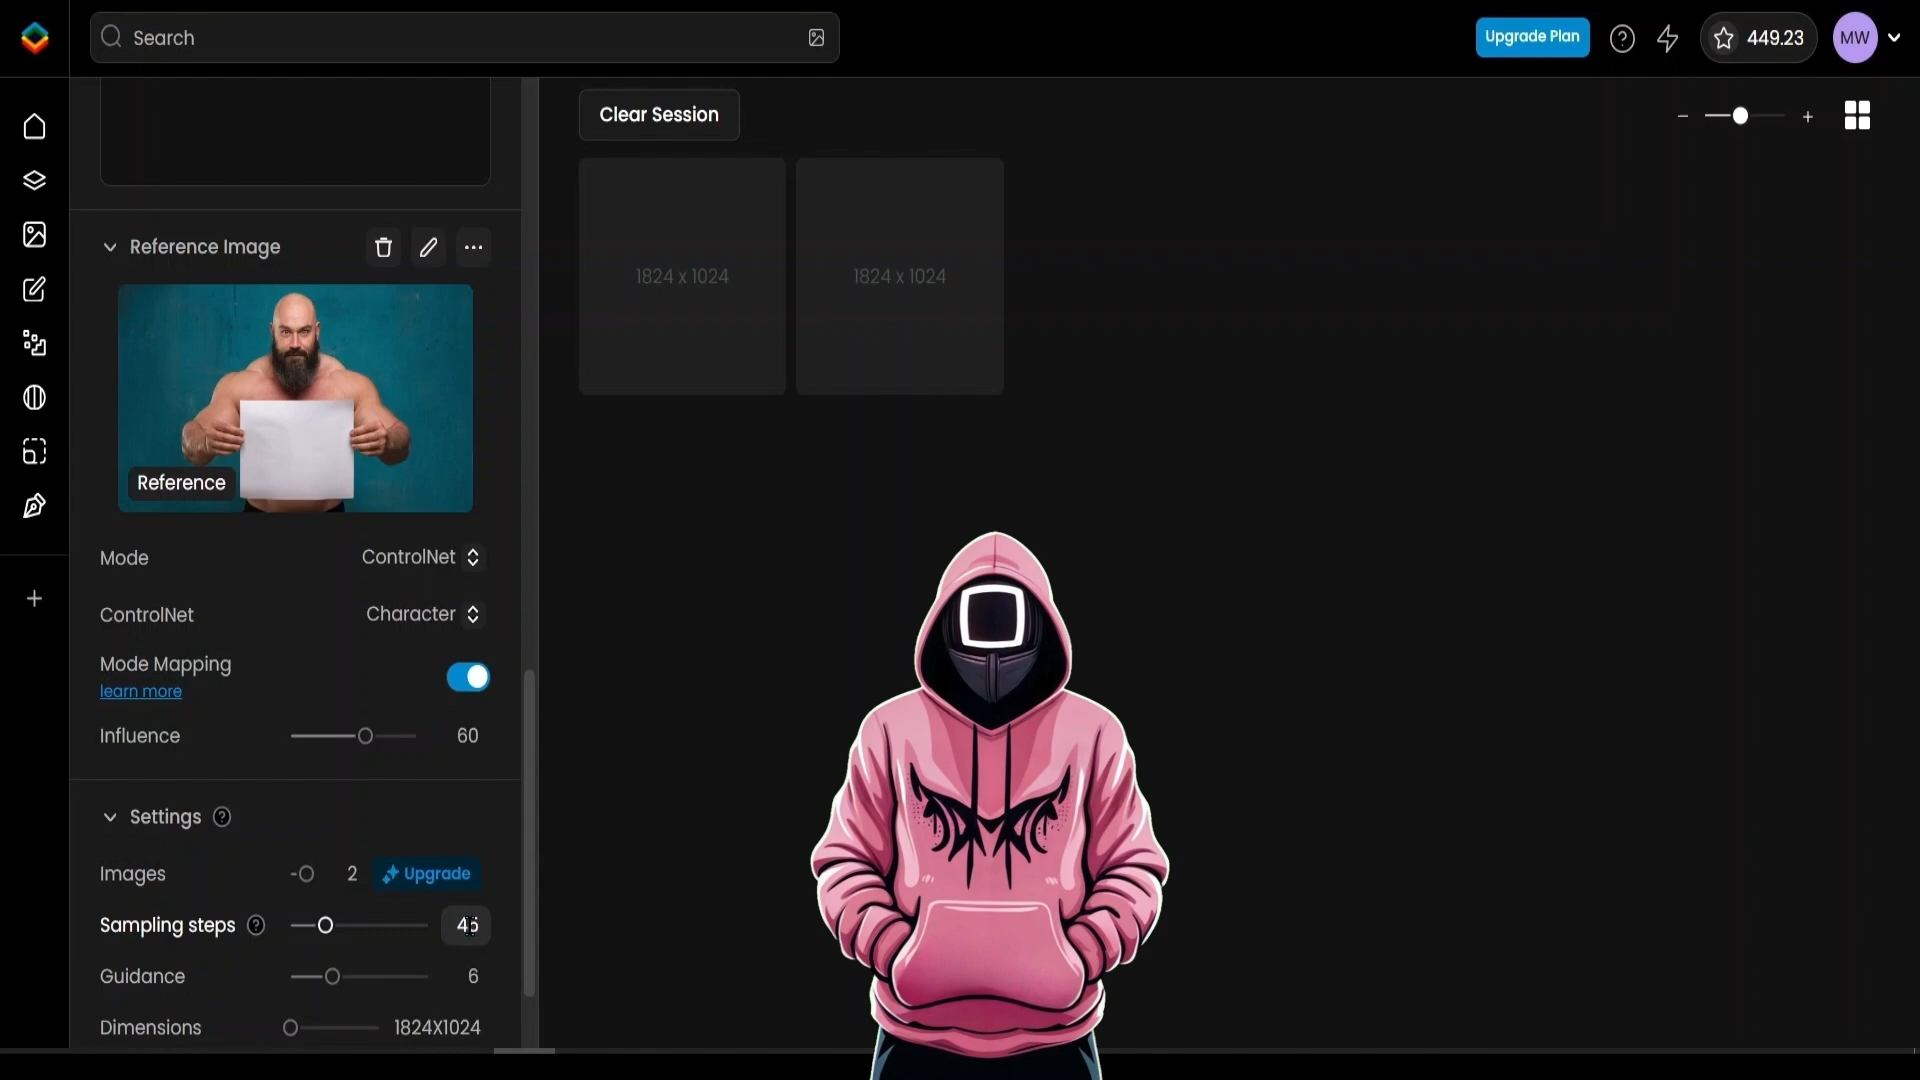 Search
Upgrade Plan
449.23
MW
Clear Session
1824 x 1024
1824 x 1024
Reference Image
Reference
Mode
ControlNet
ControlNet
Character
Mode Mapping
learn more
Influence
60
Settings
Images
2
Upgrade
Sampling steps
45
Guidance
6
Dimensions
1824X1024